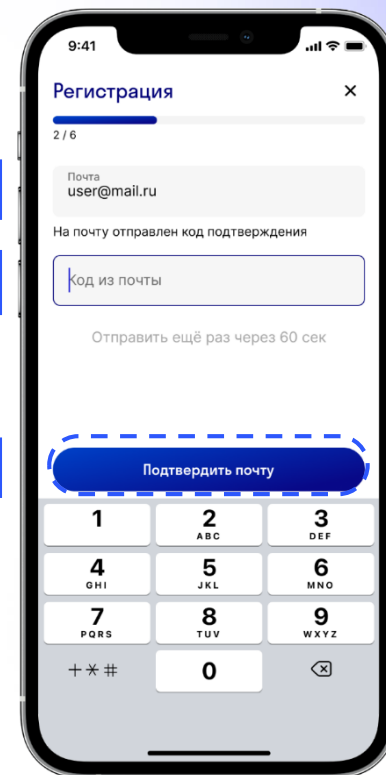 9:41
Регистрация
2 / 6
Почта
user@mail.ru
На почту отправлен код подтверждения
Код из почты
Отправить ещё раз через 60 сек
Подтвердить почту
1 2 3
ABC DEF
4 5 6
GHI JKL MNO
7 8 9
PQRS TUV WXYZ
+ * # 0